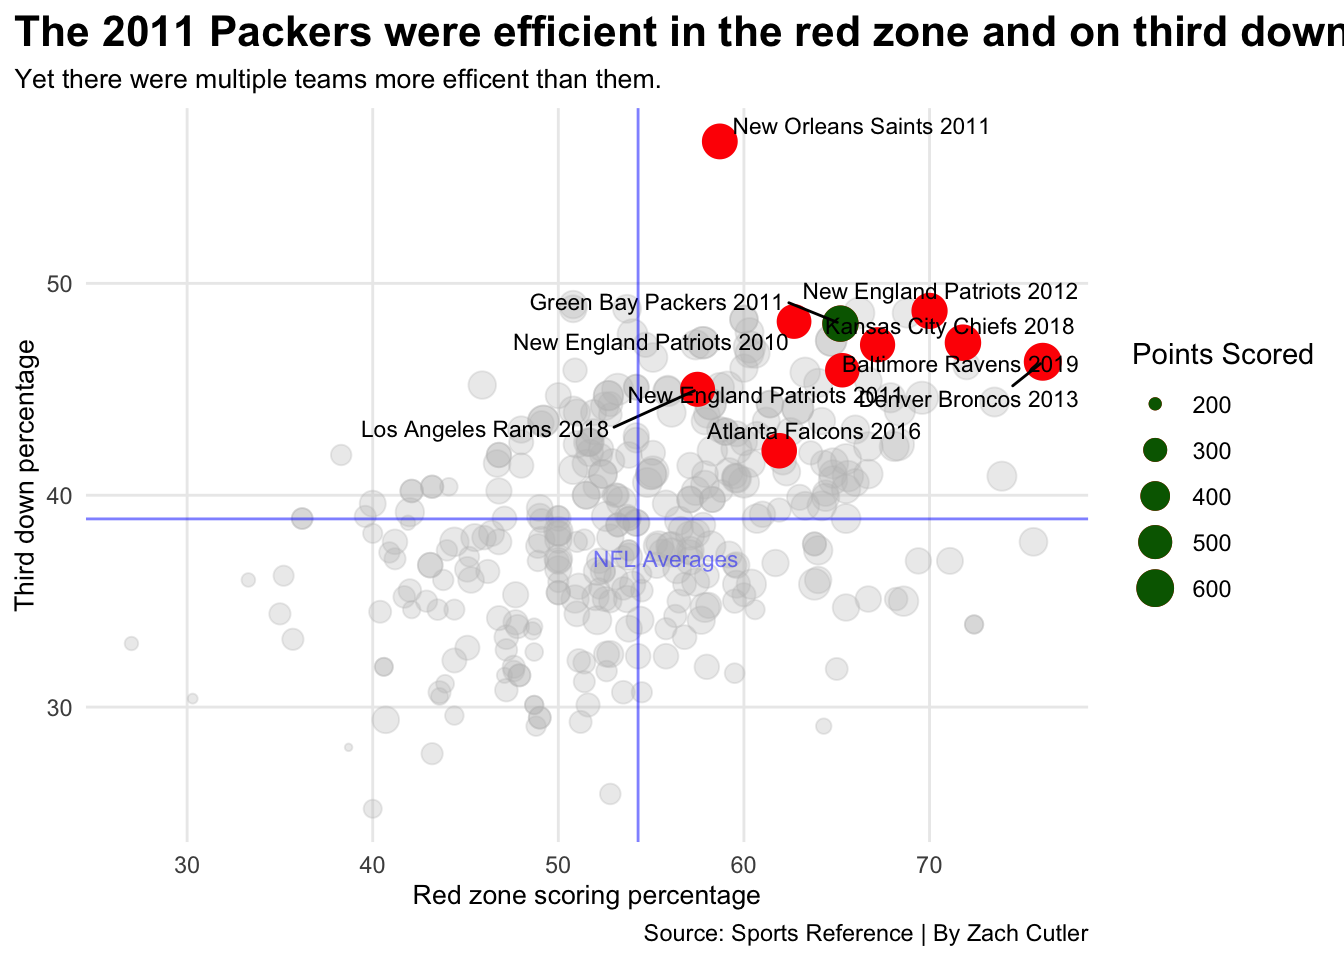 The 2011 Packers were efficient in the red zone and on third down
Yet there were multiple teams more efficent than them.
New Orleans Saints 2011
New England Patriots 2012
Green Bay Packers 2011
Kansas City Chiefs 2018
New England Patriots 2010
Baltimore Ravens 2019
New England Patriots 2011
Denver Broncos 2013
Los Angeles Rams 2018
Atlanta Falcons 2016
NFL Averages
Third down percentage
50
40
30
30
40
50
60
70
Red zone scoring percentage
Points Scored
200
300
400
500
600
Source: Sports Reference | By Zach Cutler